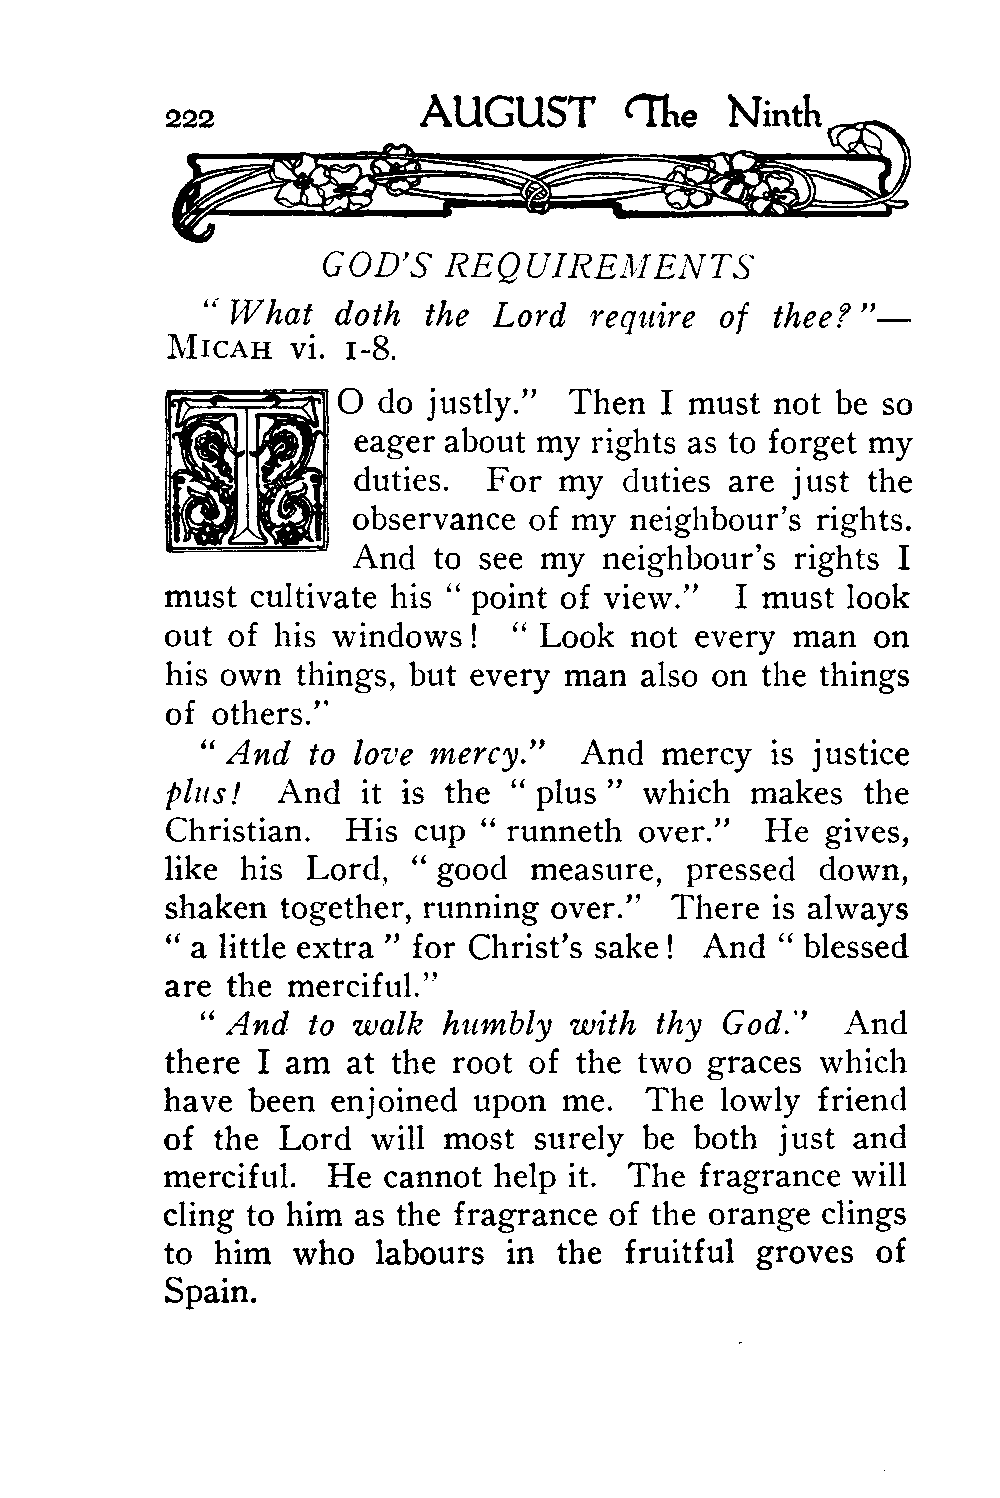 222 AUGUST The Ninth
GOD'S REQUIREMENTS
“ What doth the Lord require of thee? ”—
MICAH vi. 1-8.
TO do justly.” Then I must not be so
eager about my rights as to forget my
duties. For my duties are just the
observance of my neighbour’s rights.
And to see my neighbour’s rights I
must cultivate his “ point of view.” I must look
out of his windows! “ Look not every man on
his own things, but every man also on the things
of others.”
“ And to love mercy.” And mercy is justice
plus! And it is the “ plus ” which makes the
Christian. His cup “ runneth over.” He gives,
like his Lord, “ good measure, pressed down,
shaken together, running over.” There is always
“ a little extra ” for Christ’s sake! And “ blessed
are the merciful.”
“ And to walk humbly with thy God.” And
there I am at the root of the two graces which
have been enjoined upon me. The lowly friend
of the Lord will most surely be both just and
merciful. He cannot help it. The fragrance will
cling to him as the fragrance of the orange clings
to him who labours in the fruitful groves of
Spain.